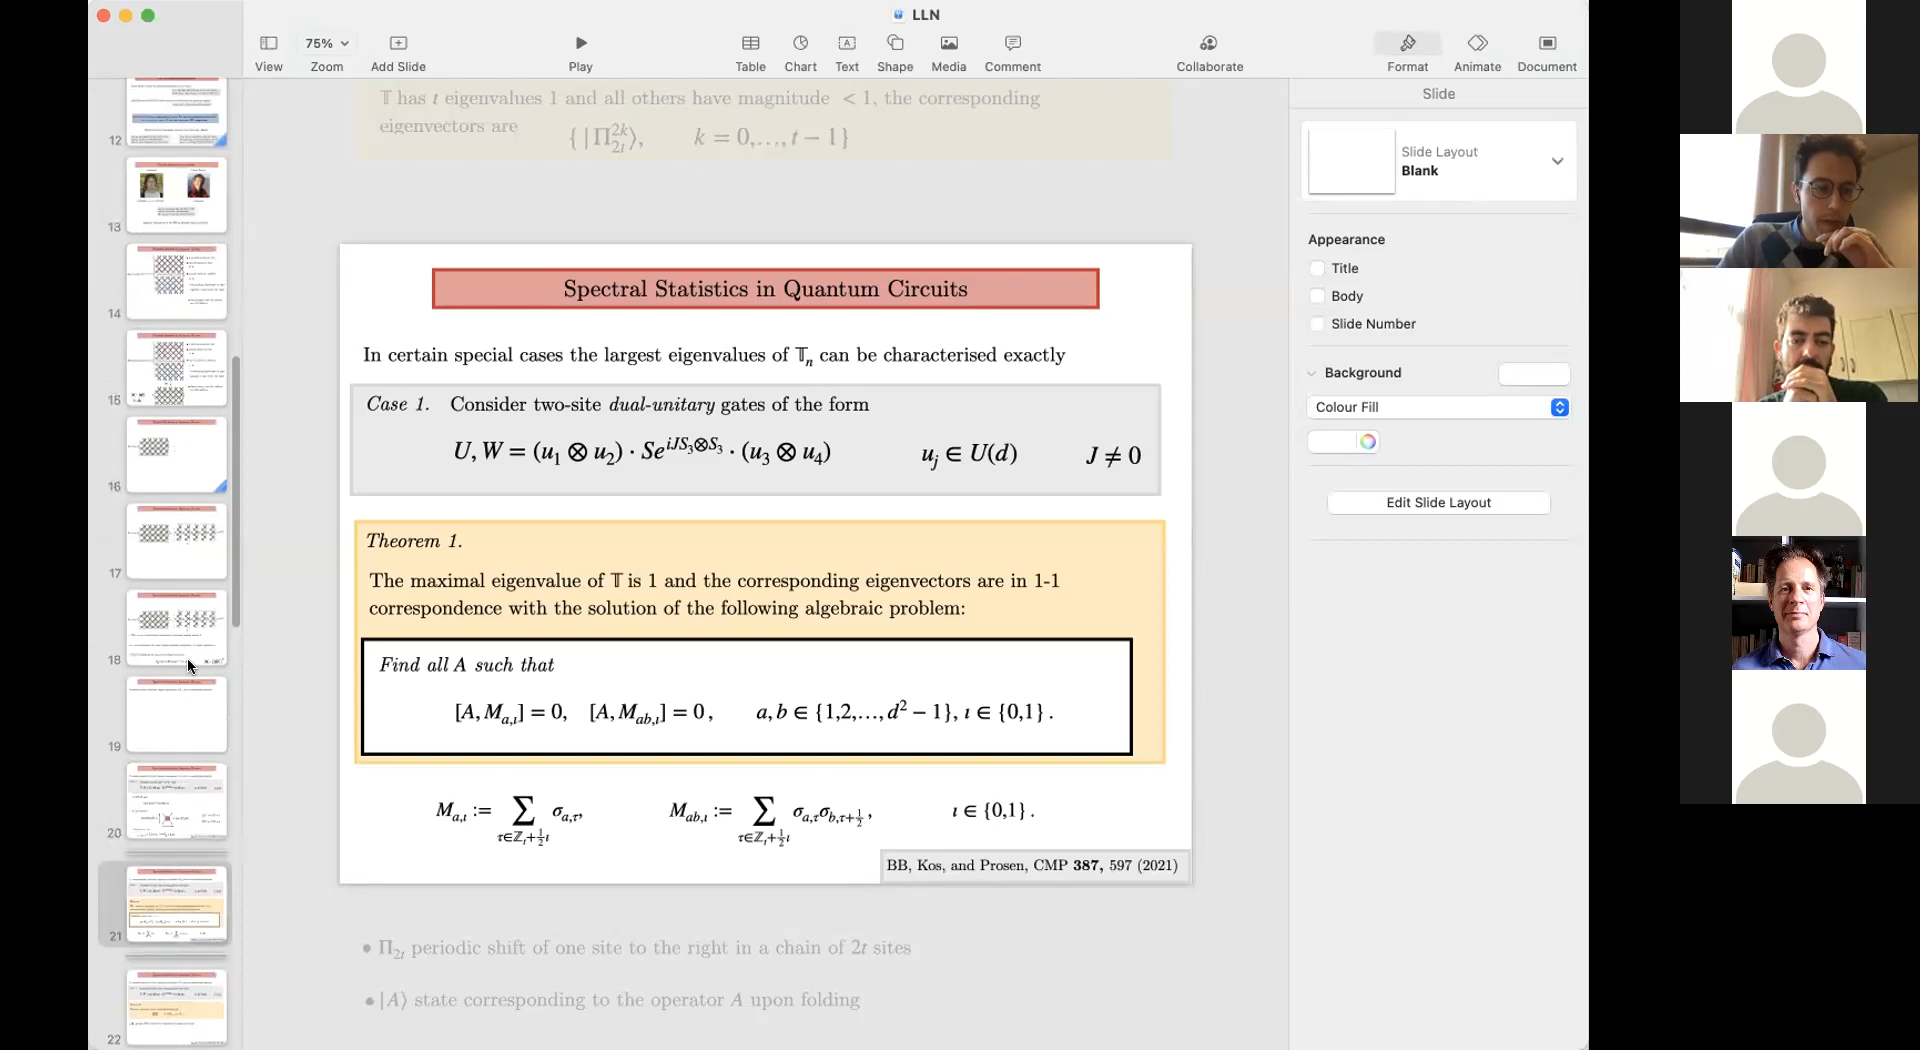 LLN
75%
View
Zoom
Add Slide
Play
Table
Chart
Text
Shape
Media
Comment
Collaborate
Format
Animate
Document
12
13
14
15
16
17
18
19
20
21
22
𝕋 has t eigenvalues 1 and all others have magnitude < 1, the corresponding
eigenvectors are
{ |Π_{2t}^{2k}⟩, k = 0,…, t − 1}
Spectral Statistics in Quantum Circuits
In certain special cases the largest eigenvalues of 𝕋_n can be characterised exactly
Case 1. Consider two-site dual-unitary gates of the form
U, W = (u_1 ⊗ u_2) · Se^{iJS_3⊗S_3} · (u_3 ⊗ u_4) u_j ∈ U(d) J ≠ 0
Theorem 1.
The maximal eigenvalue of 𝕋 is 1 and the corresponding eigenvectors are in 1-1
correspondence with the solution of the following algebraic problem:
Find all A such that
[A, M_{a,ι}] = 0, [A, M_{ab,ι}] = 0 , a, b ∈ {1,2,…, d^2 − 1}, ι ∈ {0,1} .
M_{a,ι} := ∑_{τ∈ℤ_t+½ι} σ_{a,τ}, M_{ab,ι} := ∑_{τ∈ℤ_t+½ι} σ_{a,τ}σ_{b,τ+½} , ι ∈ {0,1} .
BB, Kos, and Prosen, CMP 387, 597 (2021)
• Π_{2t} periodic shift of one site to the right in a chain of 2t sites
• |A⟩ state corresponding to the operator A upon folding
Slide
Slide Layout
Blank
Appearance
Title
Body
Slide Number
Background
Colour Fill
Edit Slide Layout